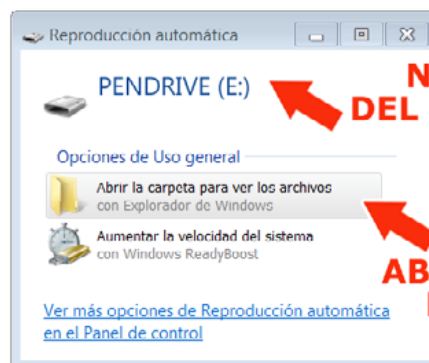 Reproducción automática
PENDRIVE (E:)
N
DEL
Opciones de Uso general
Abrir la carpeta para ver los archivos
con Explorador de Windows
Aumentar la velocidad del sistema
con Windows ReadyBoost
AB
Ver más opciones de Reproducción automática
en el Panel de control